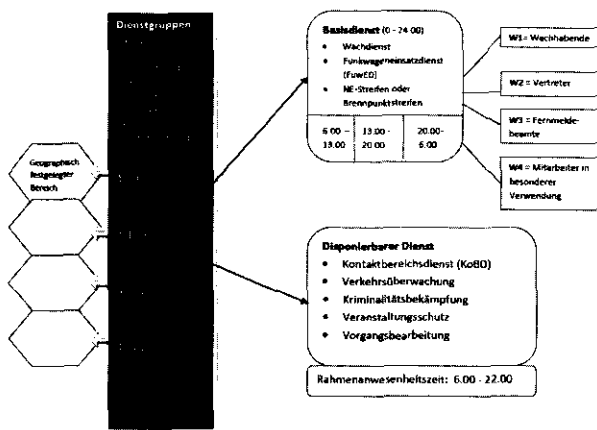 Dienstgruppen
Geographisch
festgelegter
Bereich
Basisdienst (0 - 24.00)
• Wachdienst
• Funkwageneinsatzdienst
(FuwED)
• NE-Streifen oder
Brennpunktstreifen
6.00 –
13.00
13.00 -
20.00
20.00-
6.00
W1= Wachhabende
W2 = Vertreter
W3 = Fernmelde-
beamte
W4 = Mitarbeiter in
besonderer
Verwendung
Disponierbarer Dienst
• Kontaktbereichsdienst (KoBD)
• Verkehrsüberwachung
• Kriminalitätsbekämpfung
• Veranstaltungsschutz
• Vorgangsbearbeitung
Rahmenanwesenheitszeit: 6.00 - 22.00